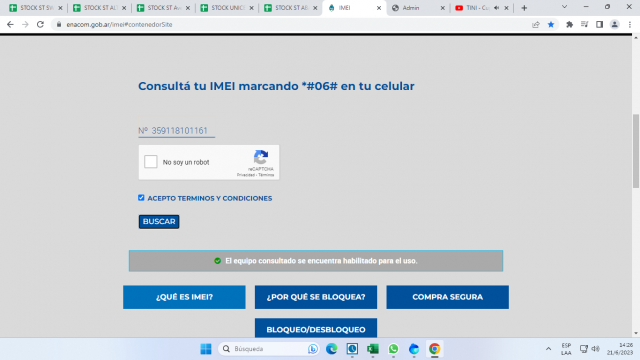 STOCK ST SW
STOCK ST AU
STOCK ST A
STOCK UNIC
STOCK ST AM
IMEI
Admin
TINI - Cu
enacom.gob.ar/imei#contenedorSite
Consultá tu IMEI marcando *#06# en tu celular
Nº 359118101161
No soy un robot
reCAPTCHA
Privacidad - Términos
ACEPTO TERMINOS Y CONDICIONES
BUSCAR
El equipo consultado se encuentra habilitado para el uso.
¿QUÉ ES IMEI?
¿POR QUÉ SE BLOQUEA?
COMPRA SEGURA
BLOQUEO/DESBLOQUEO
Búsqueda
ESP
LAA
14:26
21/6/2023